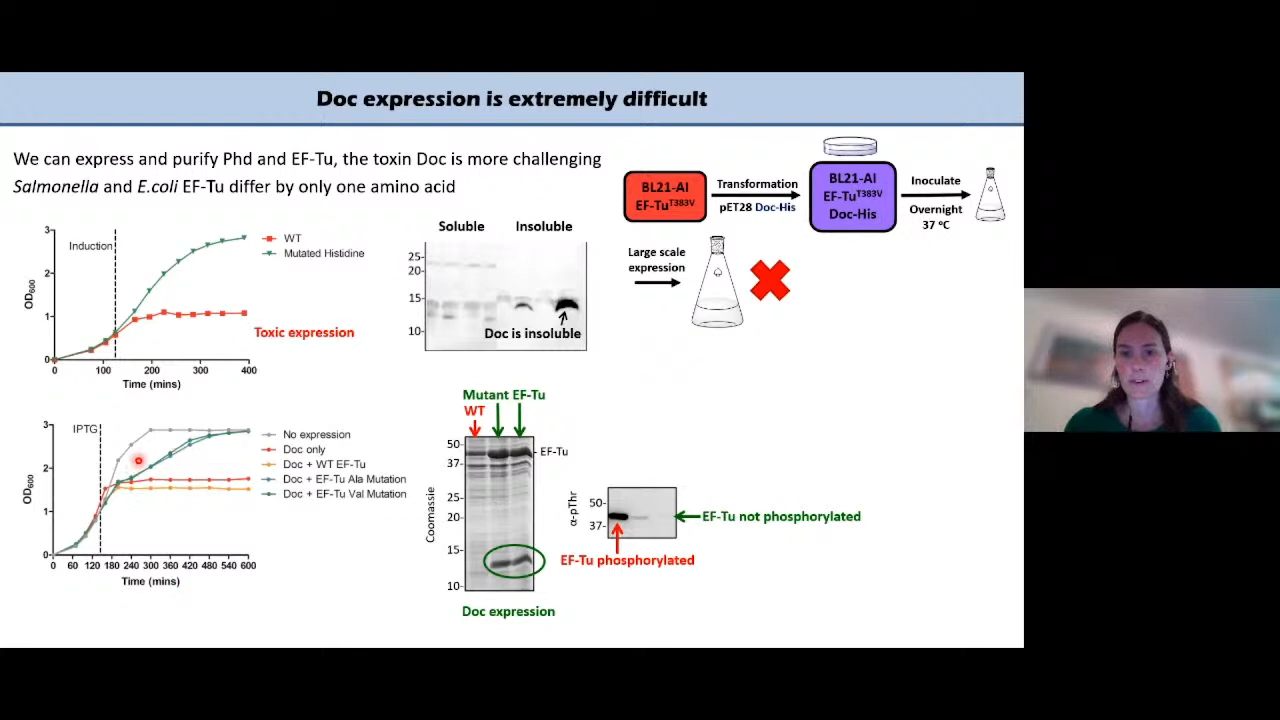 Doc expression is extremely difficult
We can express and purify Phd and EF-Tu, the toxin Doc is more challenging
Salmonella and E.coli EF-Tu differ by only one amino acid
3
2
1
0
OD600
Induction
WT
Mutated Histidine
Toxic expression
0 100 200 300 400
Time (mins)
Soluble Insoluble
25-
20-
15-
10-
Doc is insoluble
BL21-AI
EF-TuT383V
Transformation
pET28 Doc-His
BL21-AI
EF-TuT383V
Doc-His
Inoculate
Overnight
37 °C
Large scale
expression
3
2
1
0
OD600
IPTG
No expression
Doc only
Doc + WT EF-Tu
Doc + EF-Tu Ala Mutation
Doc + EF-Tu Val Mutation
0 60 120 180 240 300 360 420 480 540 600
Time (mins)
Mutant EF-Tu
WT
50-
37-
25-
20-
15-
10-
Coomassie
EF-Tu
Doc expression
α-pThr
50-
37-
EF-Tu not phosphorylated
EF-Tu phosphorylated